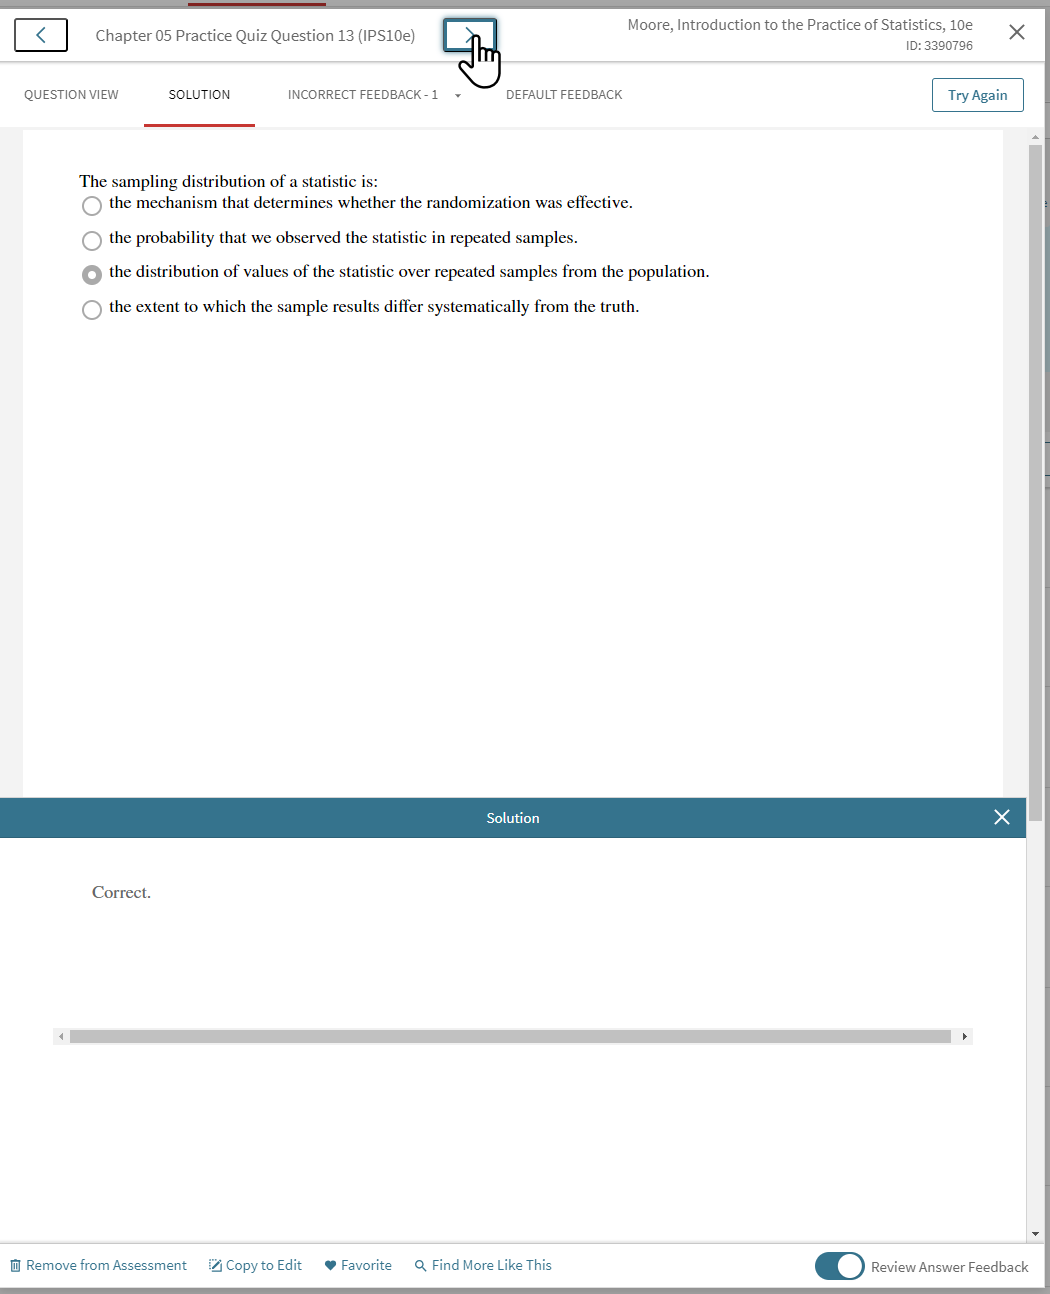 Chapter 05 Practice Quiz Question 13 (IPS10e)
Moore, Introduction to the Practice of Statistics, 10e
ID: 3390796
QUESTION VIEW
SOLUTION
INCORRECT FEEDBACK - 1
DEFAULT FEEDBACK
Try Again
The sampling distribution of a statistic is:
the mechanism that determines whether the randomization was effective.
the probability that we observed the statistic in repeated samples.
the distribution of values of the statistic over repeated samples from the population.
the extent to which the sample results differ systematically from the truth.
Solution
Correct.
Remove from Assessment
Copy to Edit
Favorite
Find More Like This
Review Answer Feedback